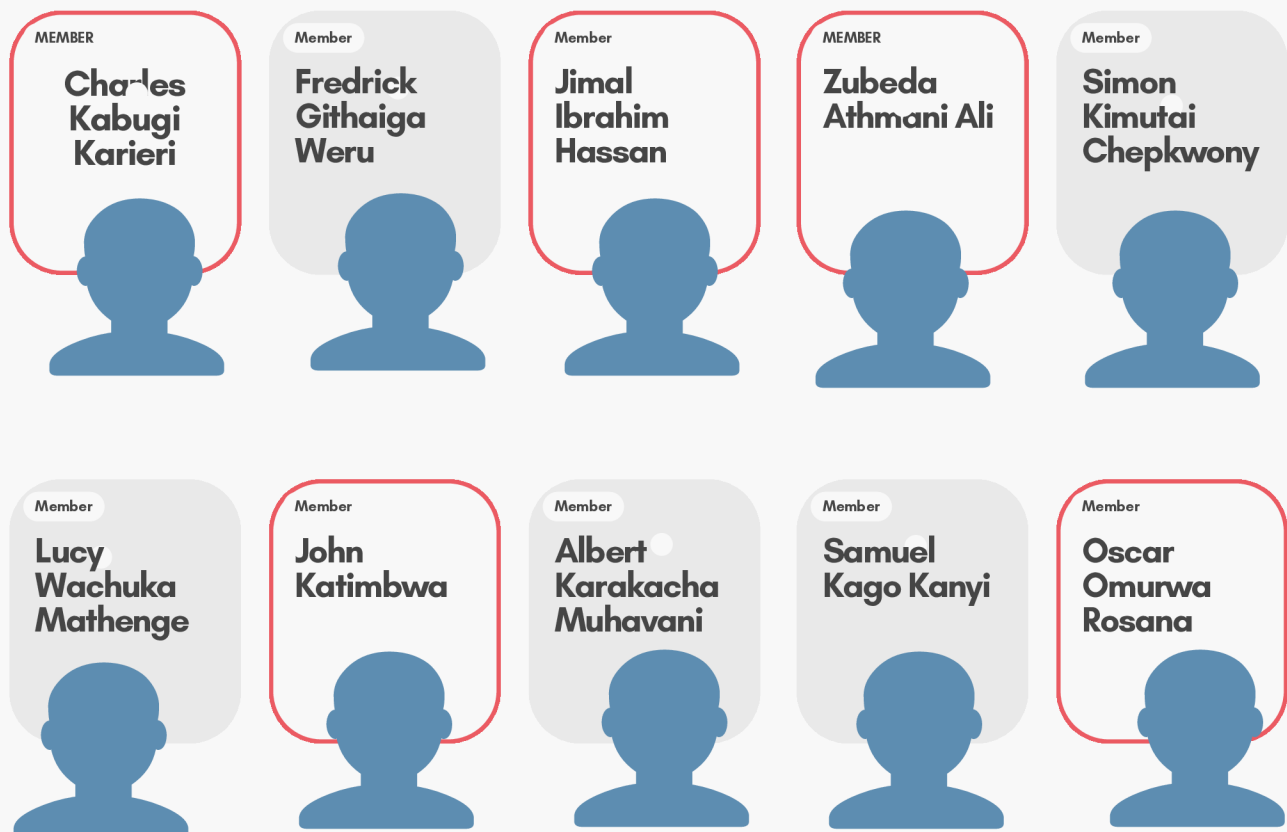 MEMBER
Charles
Kabugi
Karieri
Member
Fredrick
Githaiga
Weru
Member
Jimal
Ibrahim
Hassan
MEMBER
Zubeda
Athmani Ali
Member
Simon
Kimutai
Chepkwony
Member
Lucy
Wachuka
Mathenge
Member
John
Katimbwa
Member
Albert
Karakacha
Muhavani
Member
Samuel
Kago Kanyi
Member
Oscar
Omurwa
Rosana